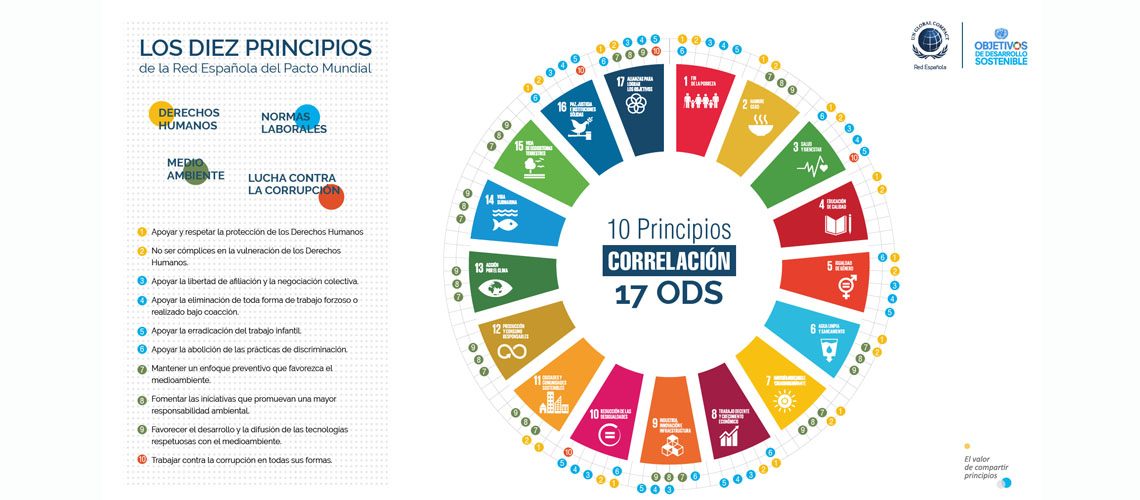 LOS DIEZ PRINCIPIOS
de la Red Española del Pacto Mundial
DERECHOS
HUMANOS
NORMAS
LABORALES
MEDIO
AMBIENTE
LUCHA CONTRA
LA CORRUPCIÓN
1 Apoyar y respetar la protección de los Derechos Humanos
2 No ser cómplices en la vulneración de los Derechos
Humanos.
3 Apoyar la libertad de afiliación y la negociación colectiva.
4 Apoyar la eliminación de toda forma de trabajo forzoso o
realizado bajo coacción.
5 Apoyar la erradicación del trabajo infantil.
6 Apoyar la abolición de las prácticas de discriminación.
7 Mantener un enfoque preventivo que favorezca el
medioambiente.
8 Fomentar las iniciativas que promuevan una mayor
responsabilidad ambiental.
9 Favorecer el desarrollo y la difusión de las tecnologías
respetuosas con el medioambiente.
10 Trabajar contra la corrupción en todas sus formas.
10 Principios
CORRELACIÓN
17 ODS
1 FIN
DE LA POBREZA
2 HAMBRE
CERO
3 SALUD
Y BIENESTAR
4 EDUCACIÓN
DE CALIDAD
5 IGUALDAD
DE GÉNERO
6 AGUA LIMPIA
Y SANEAMIENTO
7
8 TRABAJO DECENTE
Y CRECIMIENTO
ECONÓMICO
9 INDUSTRIA,
INNOVACIÓN E
INFRAESTRUCTURA
10 REDUCCIÓN DE LAS
DESIGUALDADES
11 CIUDADES Y
COMUNIDADES
SOSTENIBLES
12 PRODUCCIÓN
Y CONSUMO
RESPONSABLES
13 ACCIÓN
POR EL CLIMA
14 VIDA
SUBMARINA
15 VIDA
DE ECOSISTEMAS
TERRESTRES
16 PAZ, JUSTICIA
E INSTITUCIONES
SÓLIDAS
17 ALIANZAS PARA
LOGRAR
LOS OBJETIVOS
UN GLOBAL COMPACT
Red Española
OBJETIVOS
DE DESARROLLO
SOSTENIBLE
El valor
de compartir
principios